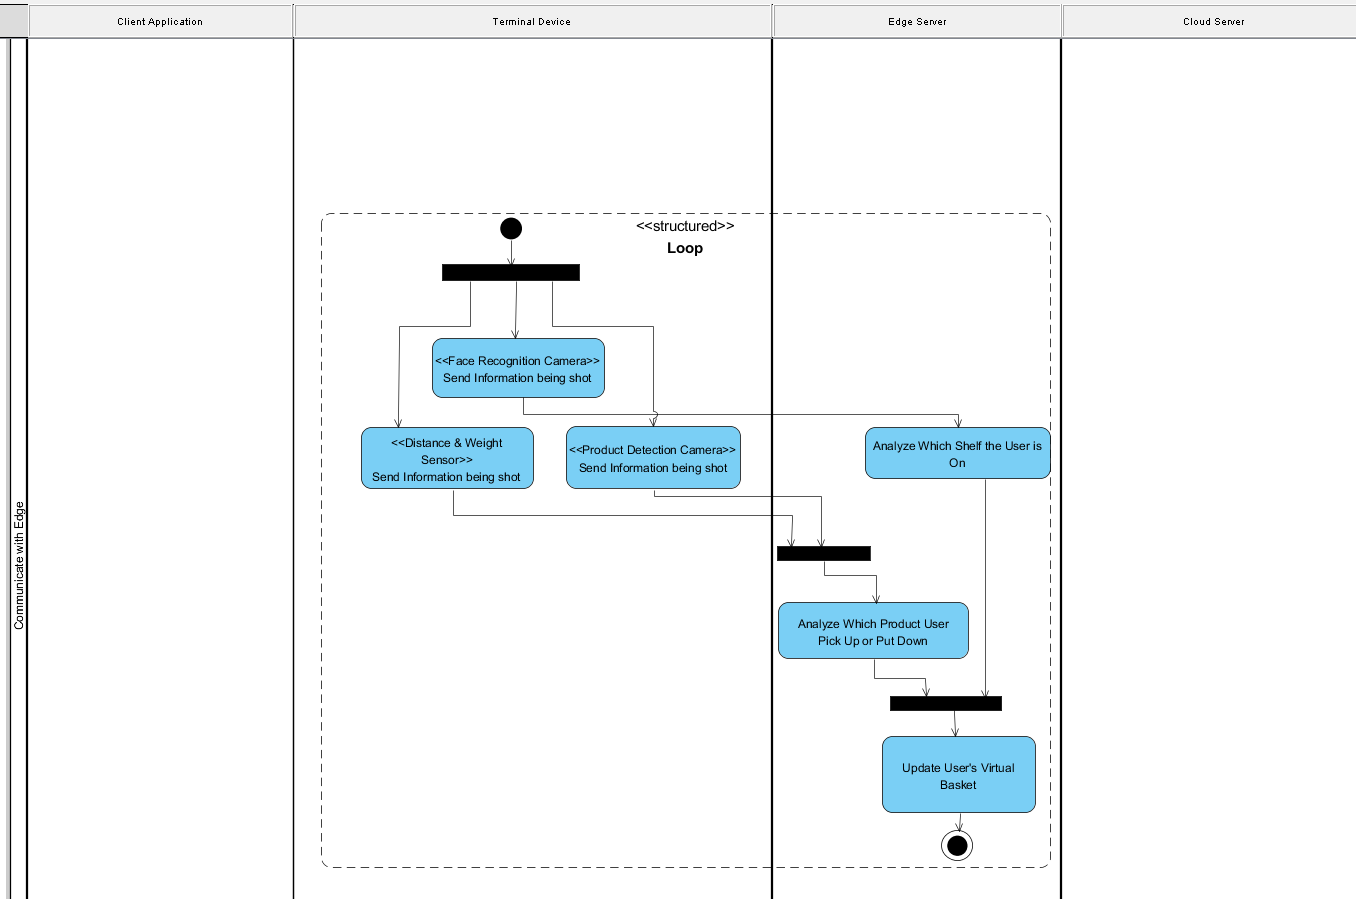 Client Application
Terminal Device
Edge Server
Cloud Server
Communicate with Edge
<<structured>>
Loop
<<Face Recognition Camera>>
Send Information being shot
<<Distance & Weight
Sensor>>
Send Information being shot
<<Product Detection Camera>>
Send Information being shot
Analyze Which Shelf the User is
On
Analyze Which Product User
Pick Up or Put Down
Update User's Virtual
Basket